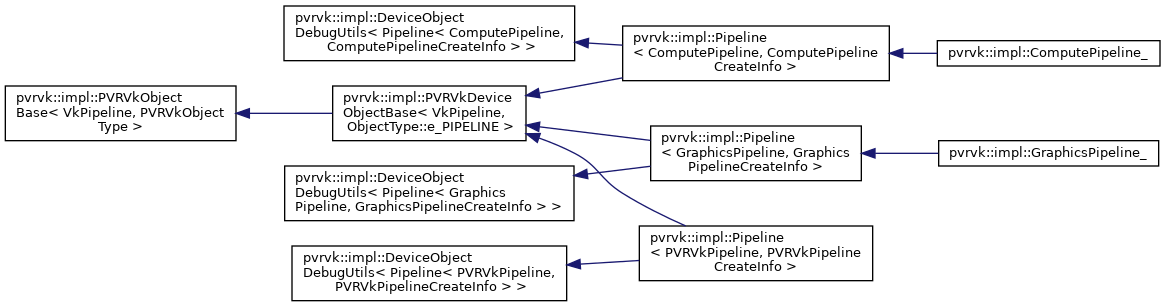 pvrvk::impl::DeviceObject
DebugUtils< Pipeline< ComputePipeline,
ComputePipelineCreateInfo > >
pvrvk::impl::Pipeline
< ComputePipeline, ComputePipeline
CreateInfo >
pvrvk::impl::ComputePipeline_
pvrvk::impl::PVRVkObject
Base< VkPipeline, PVRVkObject
Type >
pvrvk::impl::PVRVkDevice
ObjectBase< VkPipeline,
ObjectType::e_PIPELINE >
pvrvk::impl::Pipeline
< GraphicsPipeline, Graphics
PipelineCreateInfo >
pvrvk::impl::GraphicsPipeline_
pvrvk::impl::DeviceObject
DebugUtils< Pipeline< Graphics
Pipeline, GraphicsPipelineCreateInfo > >
pvrvk::impl::Pipeline
< PVRVkPipeline, PVRVkPipeline
CreateInfo >
pvrvk::impl::DeviceObject
DebugUtils< Pipeline< PVRVkPipeline,
PVRVkPipelineCreateInfo > >